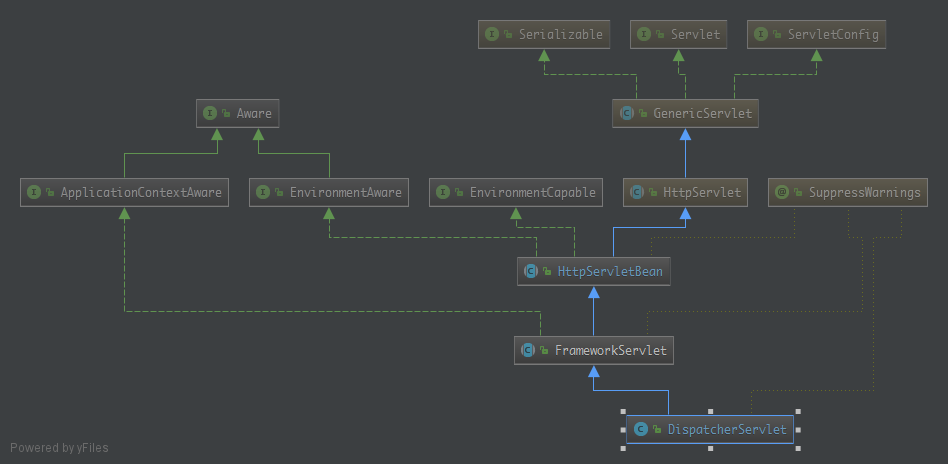 Serializable
Servlet
ServletConfig
Aware
GenericServlet
ApplicationContextAware
EnvironmentAware
EnvironmentCapable
HttpServlet
SuppressWarnings
HttpServletBean
FrameworkServlet
DispatcherServlet
Powered by yFiles